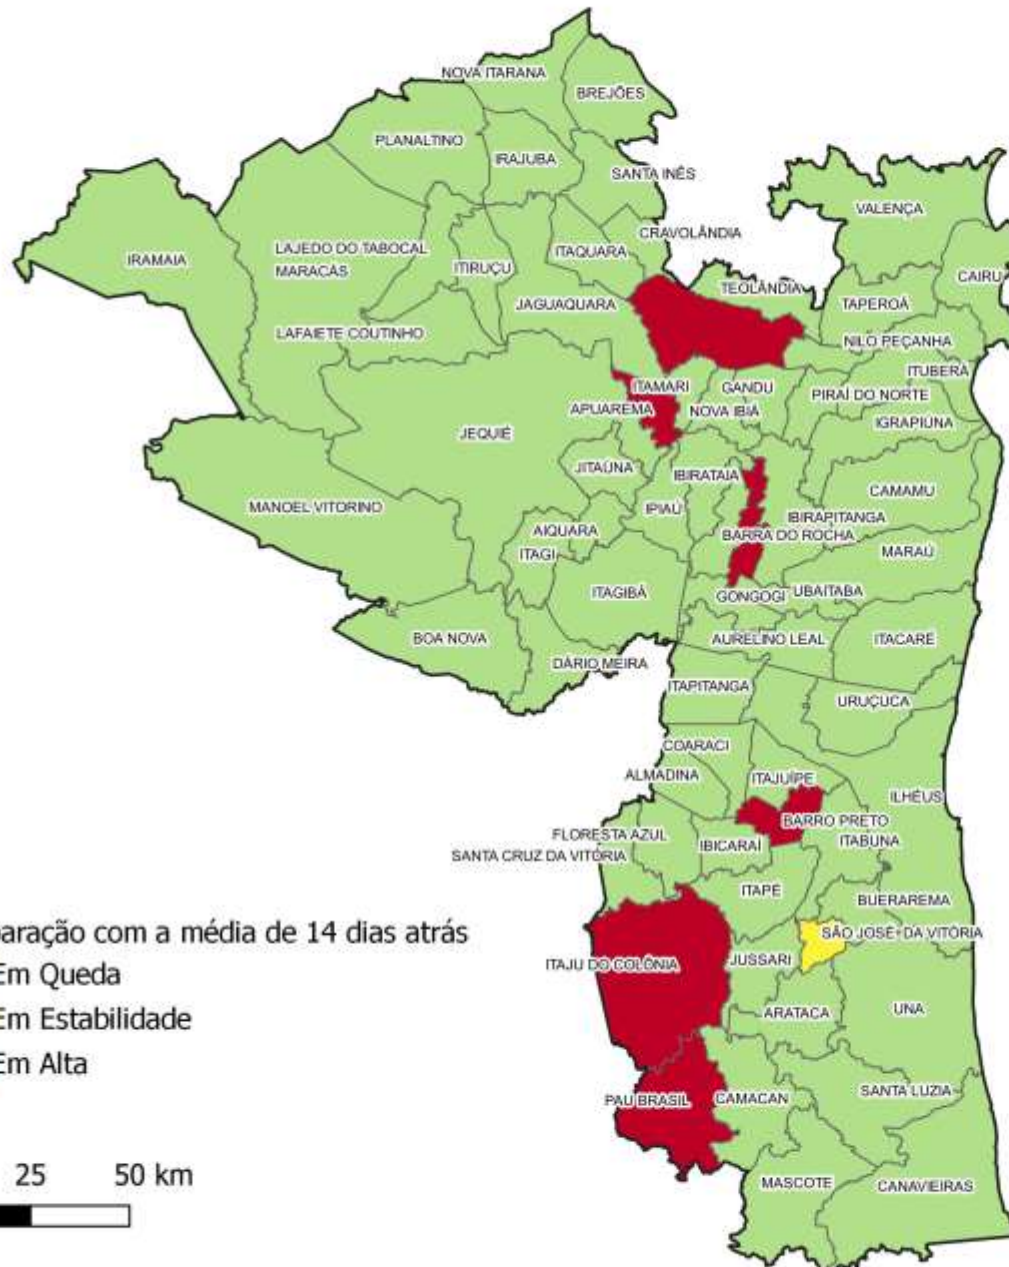 NOVA ITARANA
BREJÕES
PLANALTINO
IRAJUBA
SANTA INÊS
VALENÇA
CRAVOLÂNDIA
LAJEDO DO TABOCAL
ITAQUARA
IRAMAIA
MARACÁS
ITIRUÇU
CAIRU
TEOLÂNDIA
JAGUAQUARA
TAPEROÁ
LAFAIETE COUTINHO
NILO PEÇANHA
ITUBERÁ
ITAMARI
GANDU
PIRAÍ DO NORTE
APUAREMA
NOVA IBIÁ
IGRAPIÚNA
JEQUIÉ
JITAÚNA
IBIRATAIA
CAMAMU
MANOEL VITORINO
IPIAÚ
IBIRAPITANGA
AIQUARA
BARRA DO ROCHA
ITAGI
MARAÚ
ITAGIBÁ
GONGOGI
UBAITABA
BOA NOVA
AURELINO LEAL
ITACARÉ
DÁRIO MEIRA
ITAPITANGA
URUÇUCA
COARACI
ALMADINA
ITAJUÍPE
ILHÉUS
BARRO PRETO
FLORESTA AZUL
IBICARAÍ
ITABUNA
SANTA CRUZ DA VITÓRIA
ITAPÉ
BUERAREMA
SÃO JOSÉ DA VITÓRIA
ITAJU DO COLÔNIA
JUSSARI
ARATACA
UNA
PAU BRASIL
CAMACAN
SANTA LUZIA
MASCOTE
CANAVIEIRAS
aração com a média de 14 dias atrás
Em Queda
Em Estabilidade
Em Alta
25 50 km